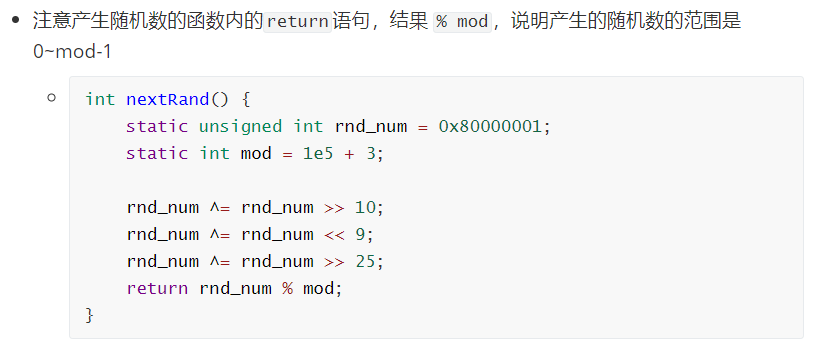 注意产生随机数的函数内的return语句，结果 % mod，说明产生的随机数的范围是
0~mod-1
int nextRand() {
    static unsigned int rnd_num = 0x80000001;
    static int mod = 1e5 + 3;

    rnd_num ^= rnd_num >> 10;
    rnd_num ^= rnd_num << 9;
    rnd_num ^= rnd_num >> 25;
    return rnd_num % mod;
}